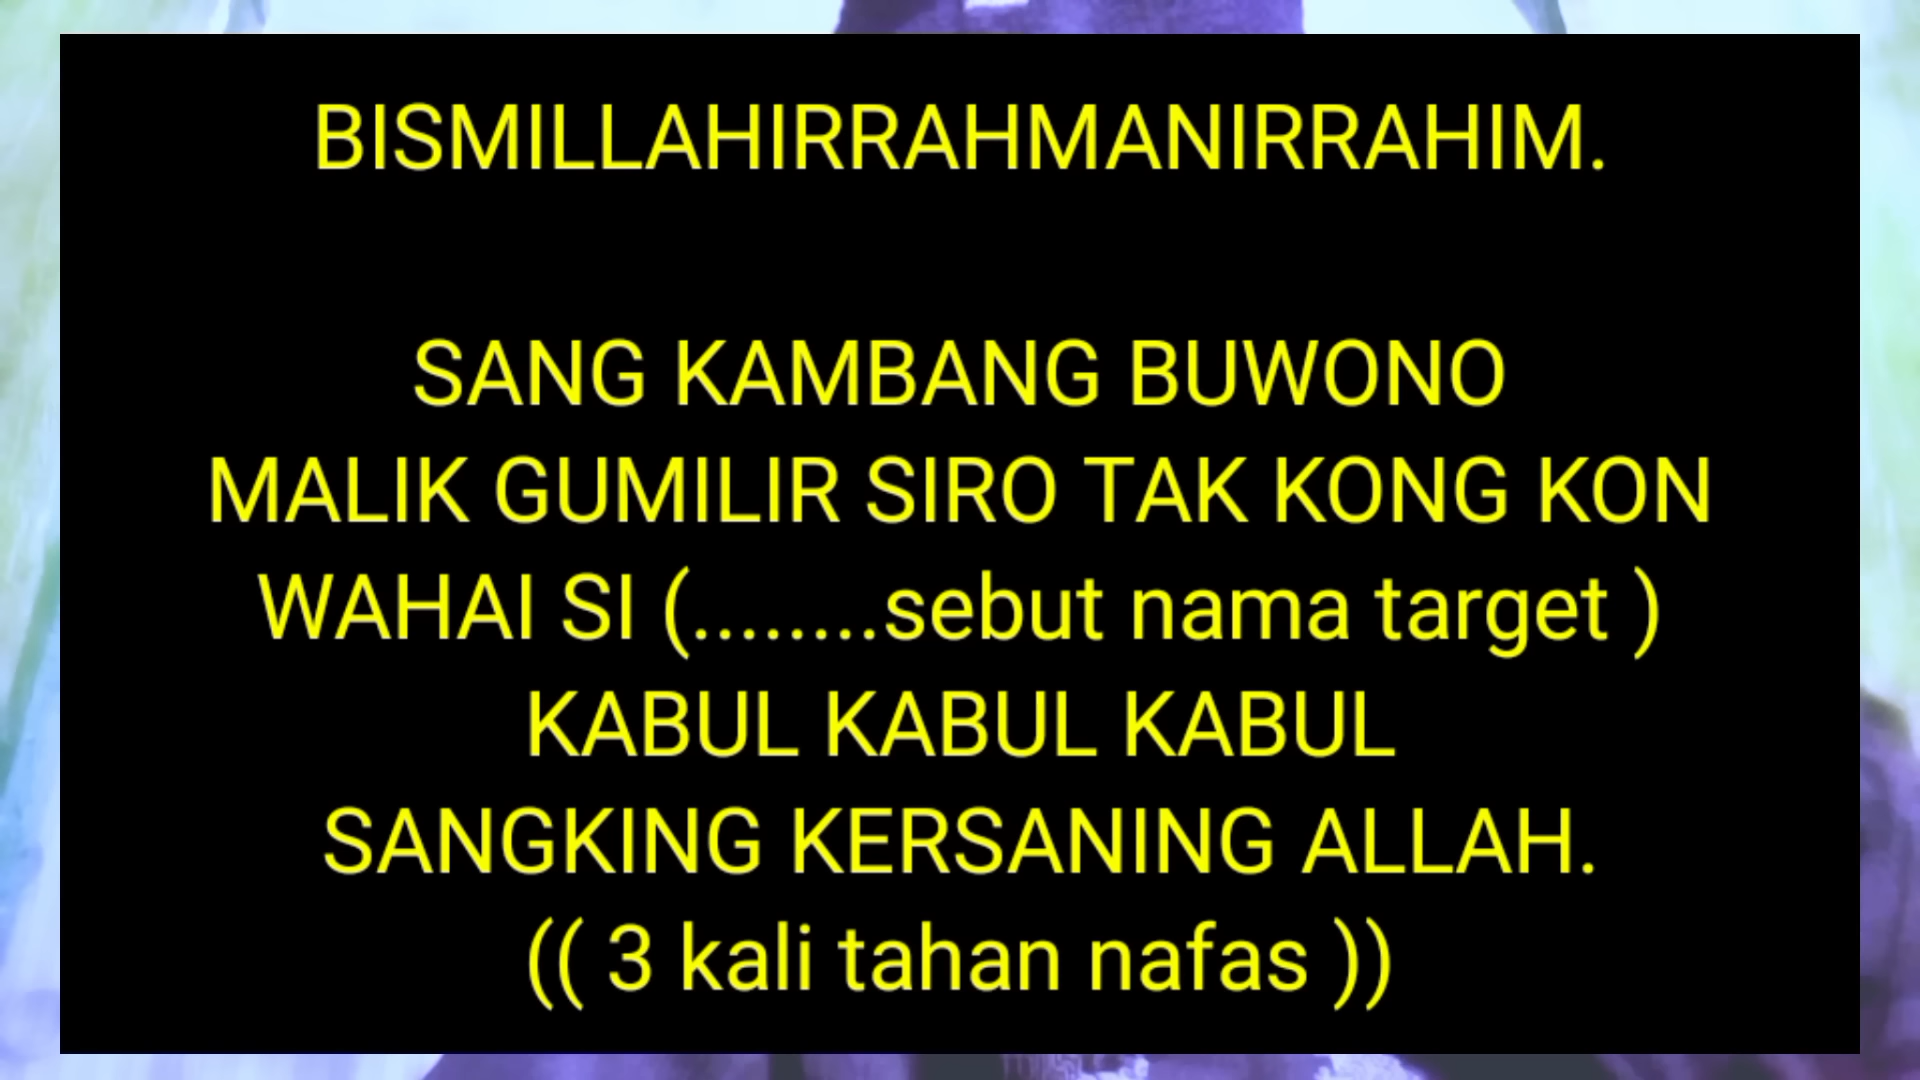 BISMILLAHIRRAHMANIRRAHIM.
SANG KAMBANG BUWONO
MALIK GUMILIR SIRO TAK KONG KON
WAHAI SI (........sebut nama target )
KABUL KABUL KABUL
SANGKING KERSANING ALLAH.
(( 3 kali tahan nafas ))